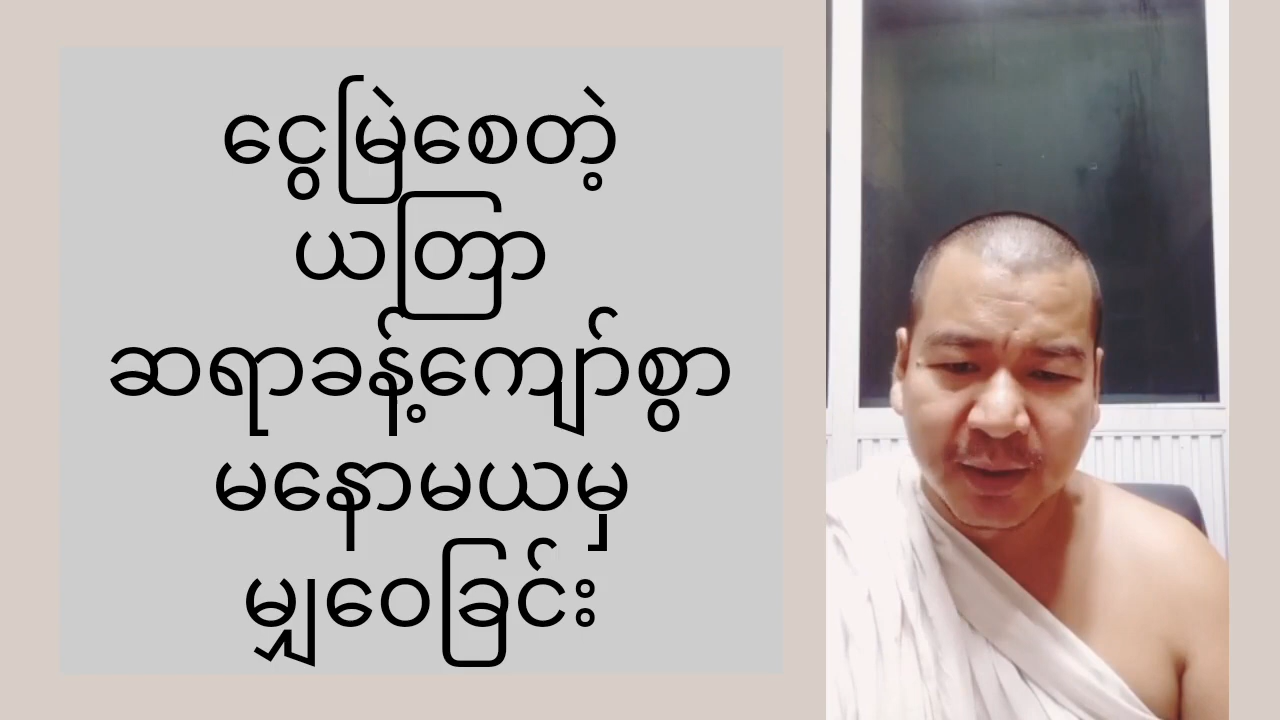 ငွေမြဲစေတဲ့
ယတြာ
ဆရာခန့်ကျော်စွာ
မနောမယမှ
မျှဝေခြင်း